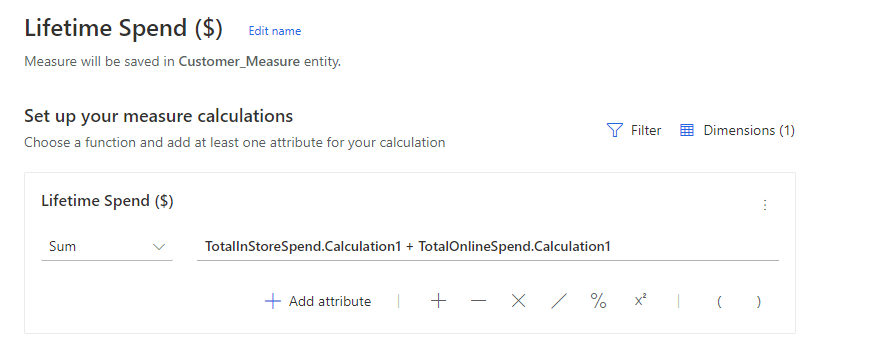 Lifetime Spend ($) Edit name
Measure will be saved in Customer_Measure entity.
Set up your measure calculations
Filter Dimensions (1)
Choose a function and add at least one attribute for your calculation
Lifetime Spend ($)
Sum TotalInStoreSpend.Calculation1 + TotalOnlineSpend.Calculation1
+ Add attribute | + — × ⁄ % x² | ( )